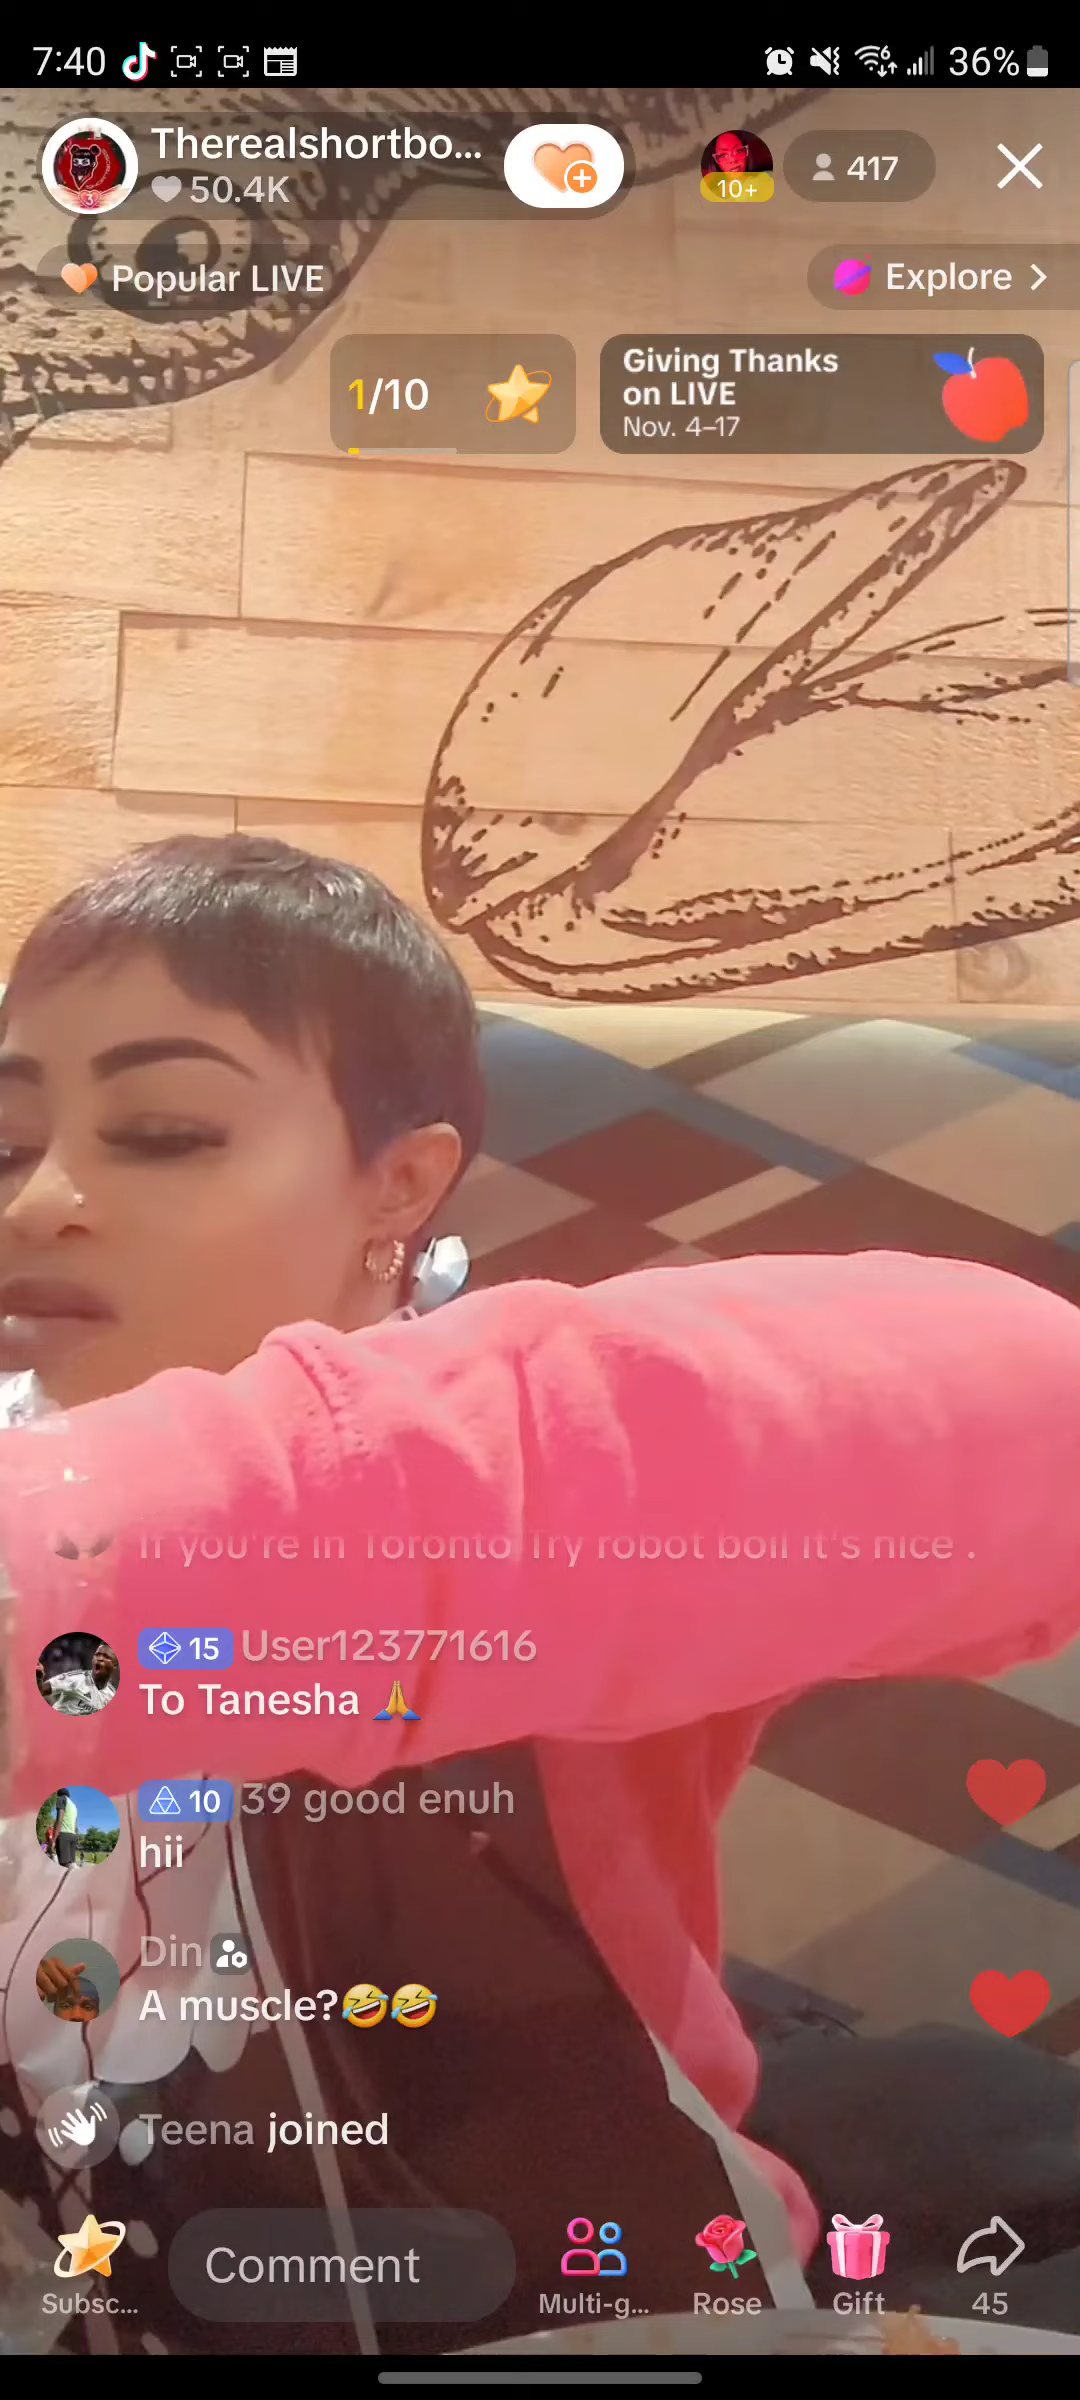 7:40
36%
Therealshortbo...
50.4K
10+
417
3
Popular LIVE
Explore
1/10
Giving Thanks
on LIVE
Nov. 4–17
If you're in Toronto Try robot boil it's nice .
15 User123771616
To Tanesha 🙏
10 39 good enuh
hii
Din
A muscle?🤣🤣
Teena joined
Subsc...
Comment
Multi-g...
Rose
Gift
45